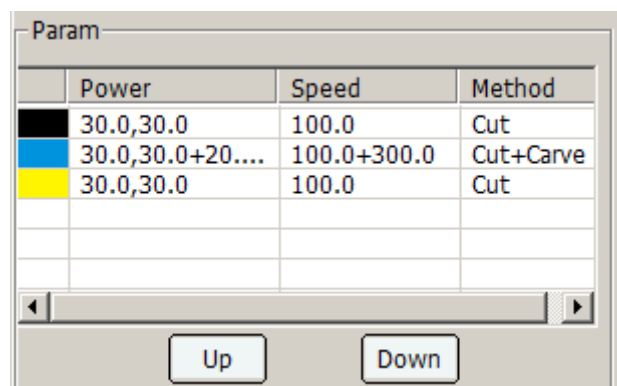 Param
Power Speed Method
30.0,30.0 100.0 Cut
30.0,30.0+20.... 100.0+300.0 Cut+Carve
30.0,30.0 100.0 Cut
Up Down